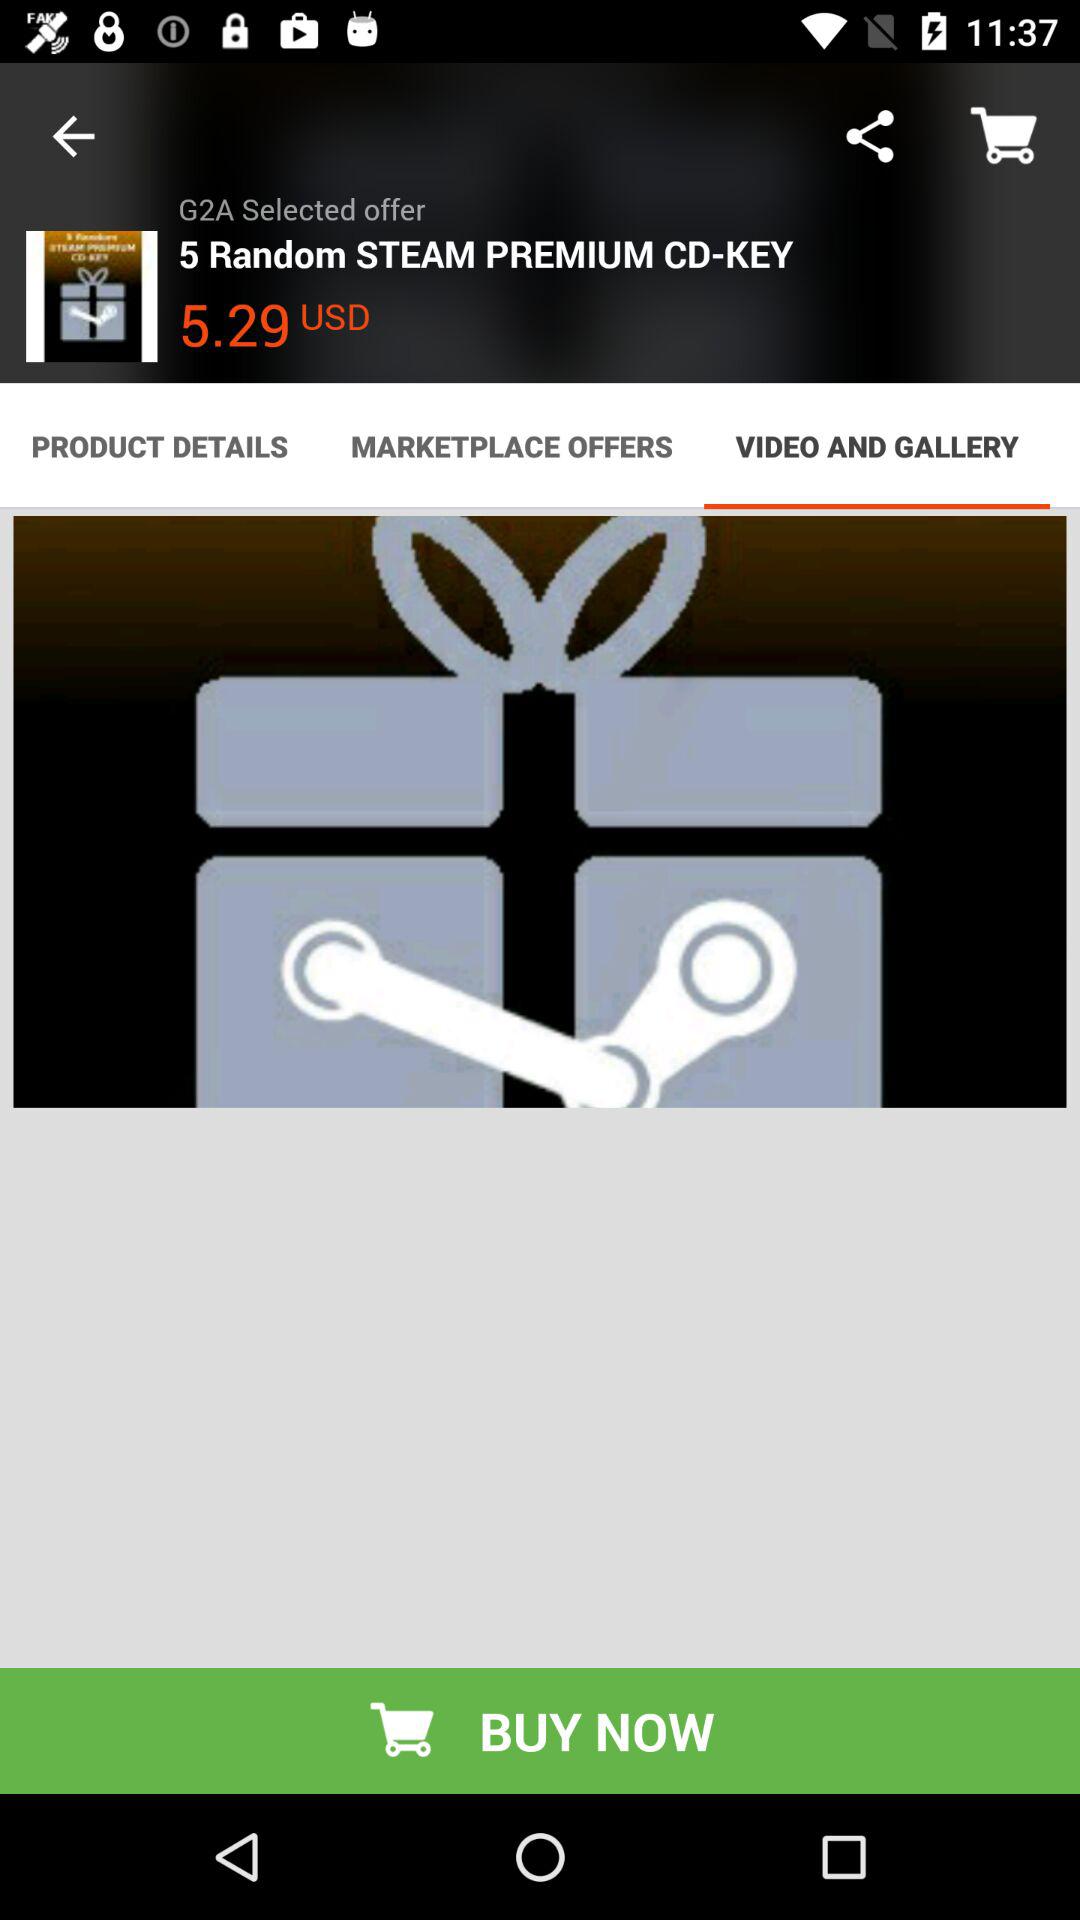 FAKE
11:37
G2A Selected offer
5 Random STEAM PREMIUM CD-KEY
5.29 USD
5 Random
STEAM PREMIUM
CD-KEY
PRODUCT DETAILS
MARKETPLACE OFFERS
VIDEO AND GALLERY
BUY NOW